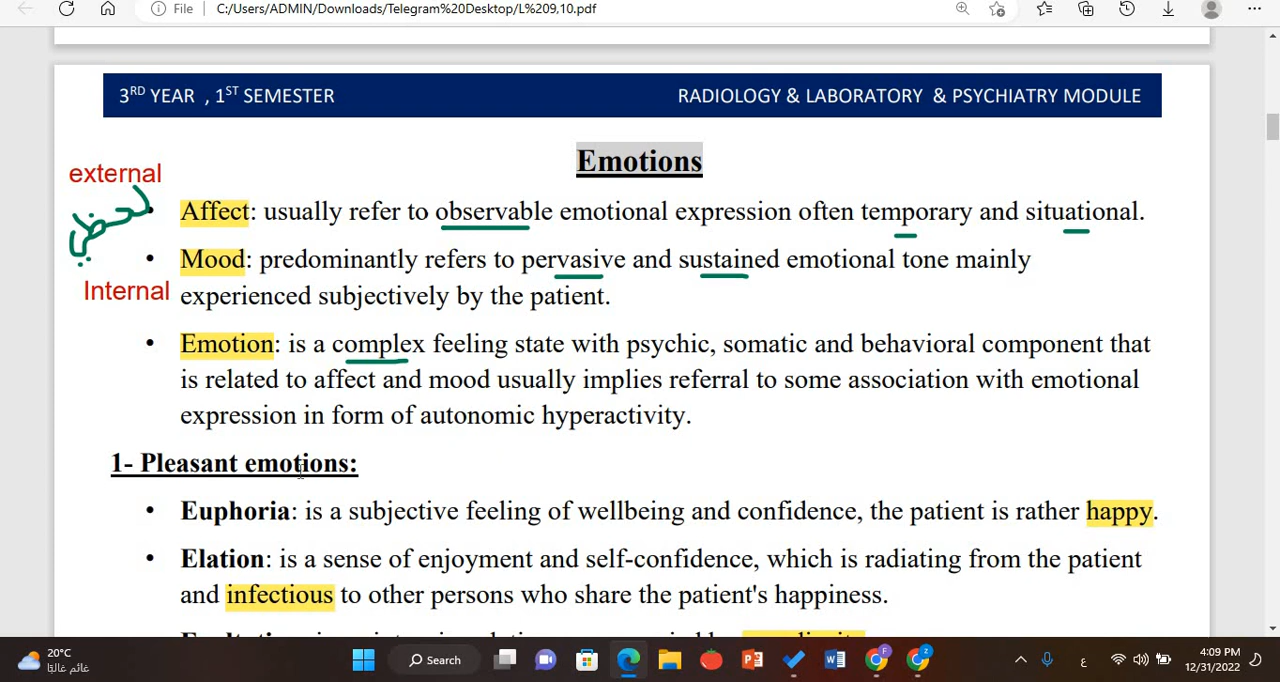 File
C:/Users/ADMIN/Downloads/Telegram%20Desktop/L%209,10.pdf
3RD YEAR , 1ST SEMESTER RADIOLOGY & LABORATORY & PSYCHIATRY MODULE
Emotions
external
• Affect: usually refer to observable emotional expression often temporary and situational.
لحظي
• Mood: predominantly refers to pervasive and sustained emotional tone mainly
Internal
experienced subjectively by the patient.
• Emotion: is a complex feeling state with psychic, somatic and behavioral component that
is related to affect and mood usually implies referral to some association with emotional
expression in form of autonomic hyperactivity.
1- Pleasant emotions:
• Euphoria: is a subjective feeling of wellbeing and confidence, the patient is rather happy.
• Elation: is a sense of enjoyment and self-confidence, which is radiating from the patient
and infectious to other persons who share the patient's happiness.
20°C
غائم غالبًا
Search
F
Z
ع
4:09 PM
12/31/2022